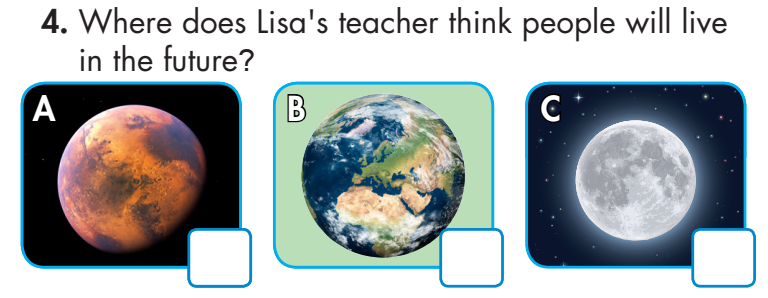 4. Where does Lisa's teacher think people will live
in the future?
A
B
C